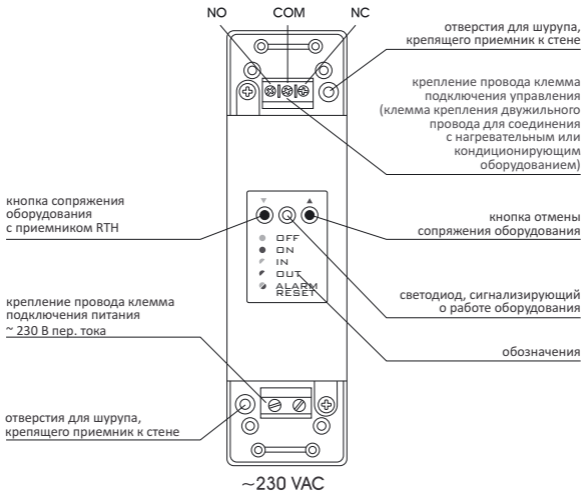 NO COM NC
отверстия для шурупа,
крепящего приемник к стене
крепление провода клемма
подключения управления
(клемма крепления двужильного
провода для соединения
с нагревательным или
кондиционирующим
оборудованием)
кнопка сопряжения
оборудования
с приемником RTH
кнопка отмены
сопряжения оборудования
OFF
ON
IN
OUT
ALARM
RESET
светодиод, сигнализирующий
о работе оборудования
крепление провода клемма
подключения питания
~ 230 В пер. тока
обозначения
отверстия для шурупа,
крепящего приемник к стене
~230 VAC